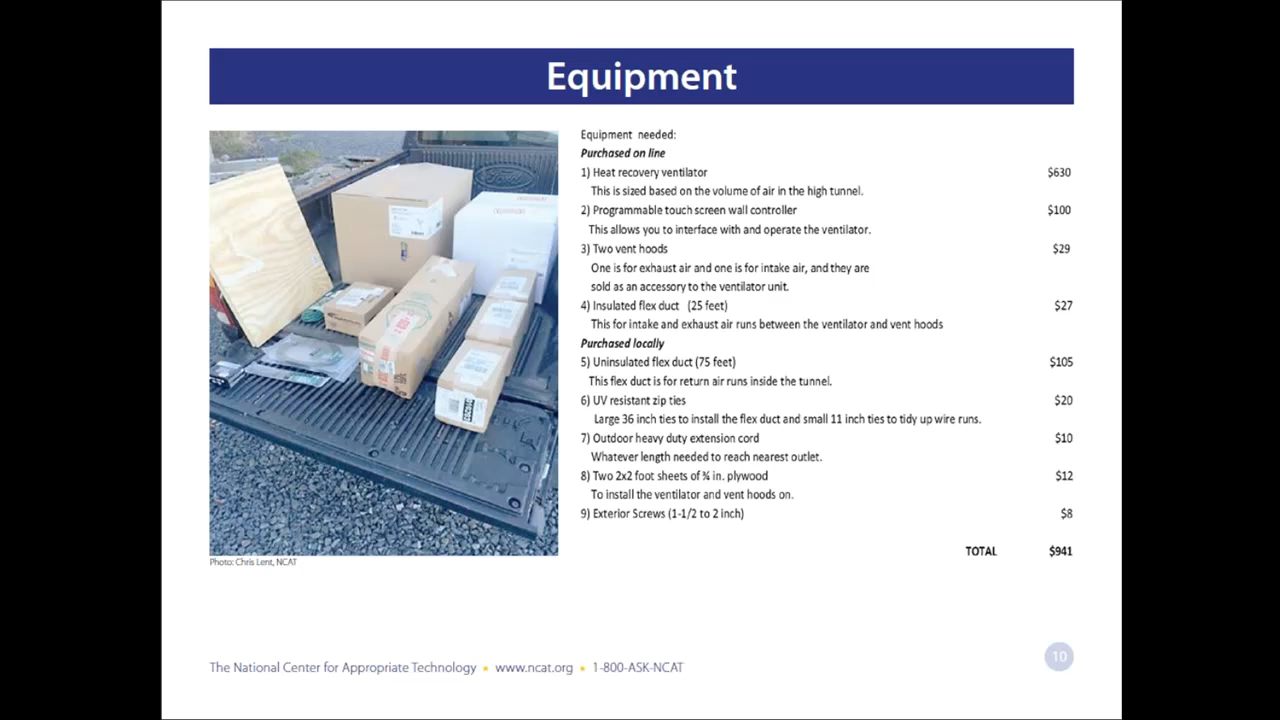 Equipment
Equipment needed:
Purchased on line
1) Heat recovery ventilator $630
This is sized based on the volume of air in the high tunnel.
2) Programmable touch screen wall controller $100
This allows you to interface with and operate the ventilator.
3) Two vent hoods $29
One is for exhaust air and one is for intake air, and they are
sold as an accessory to the ventilator unit.
4) Insulated flex duct (25 feet) $27
This for intake and exhaust air runs between the ventilator and vent hoods
Purchased locally
5) Uninsulated flex duct (75 feet) $105
This flex duct is for return air runs inside the tunnel.
6) UV resistant zip ties $20
Large 36 inch ties to install the flex duct and small 11 inch ties to tidy up wire runs.
7) Outdoor heavy duty extension cord $10
Whatever length needed to reach nearest outlet.
8) Two 2x2 foot sheets of ¾ in. plywood $12
To install the ventilator and vent hoods on.
9) Exterior Screws (1-1/2 to 2 inch) $8
TOTAL $941
Ford
Photo: Chris Lent, NCAT
The National Center for Appropriate Technology • www.ncat.org • 1-800-ASK-NCAT
10